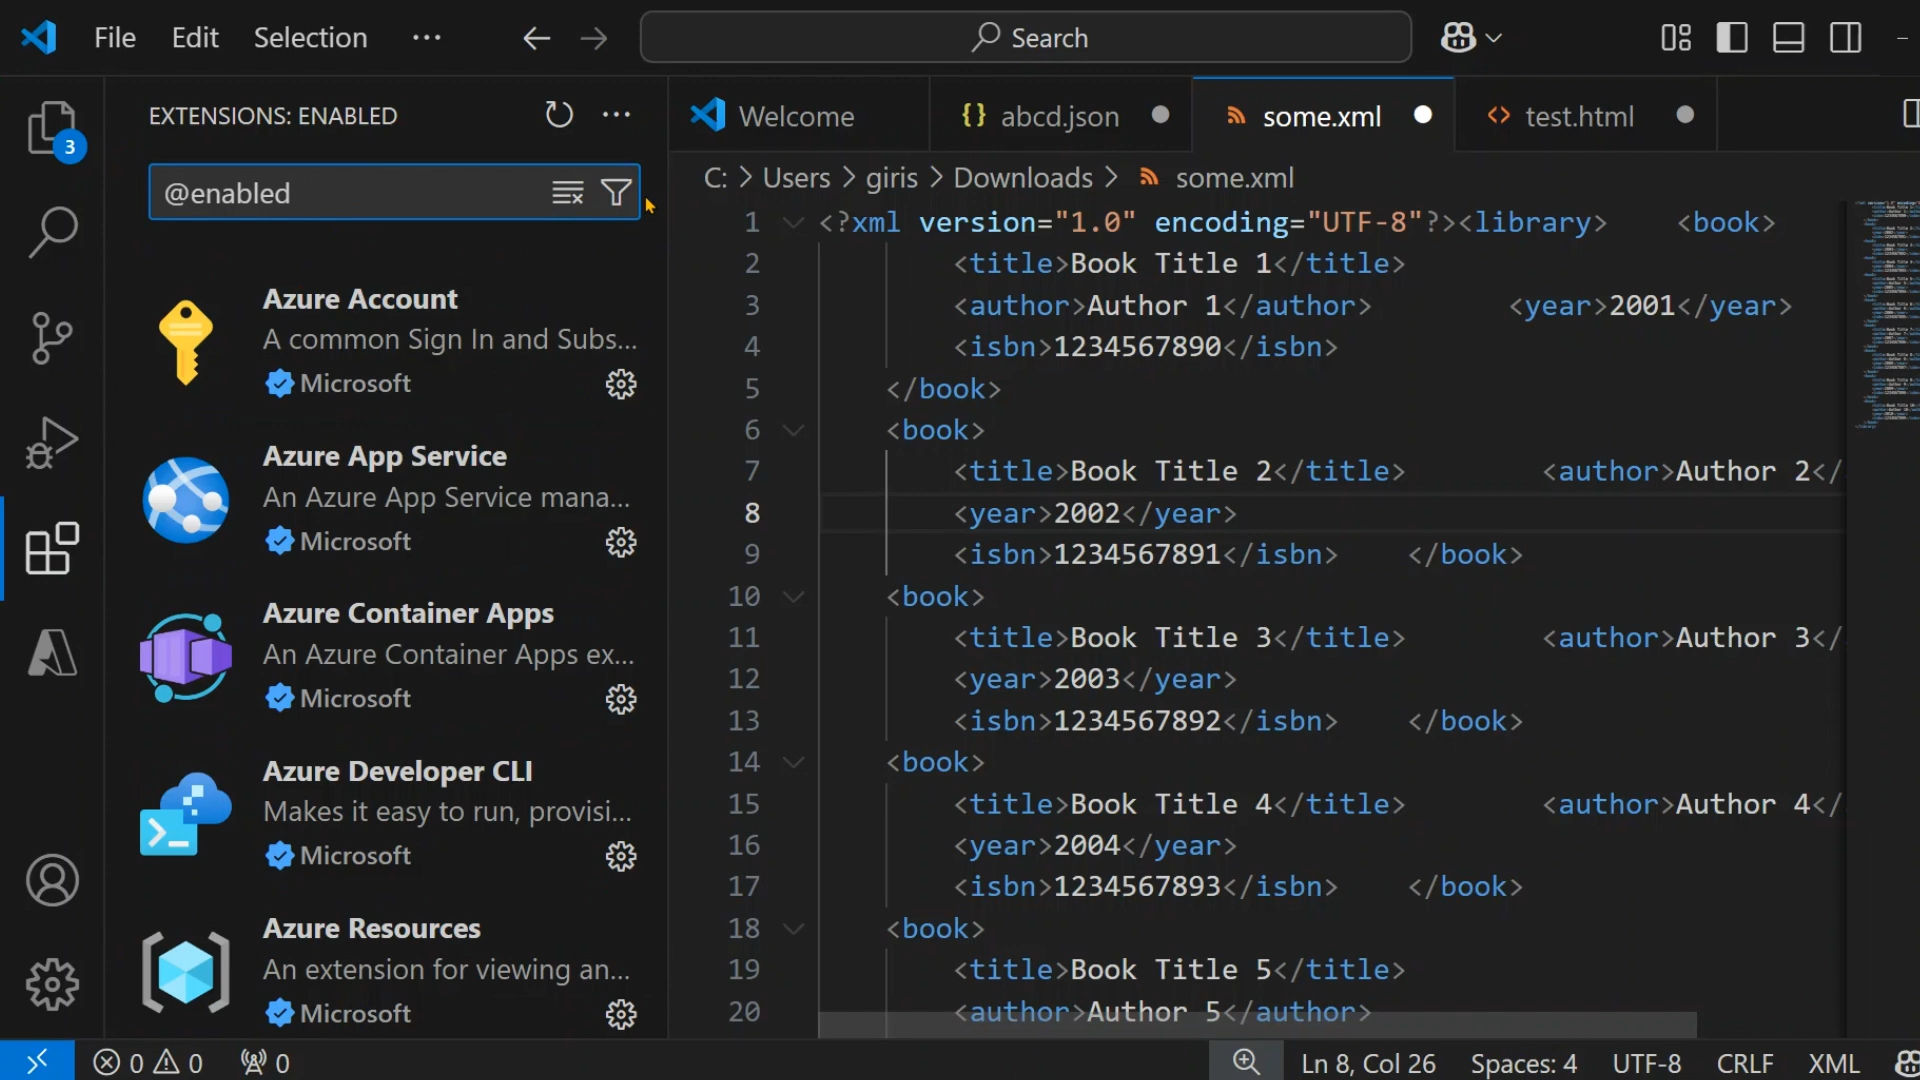 File Edit Selection ··· Search
EXTENSIONS: ENABLED
@enabled
Azure Account
A common Sign In and Subs...
Microsoft
Azure App Service
An Azure App Service mana...
Microsoft
Azure Container Apps
An Azure Container Apps ex...
Microsoft
Azure Developer CLI
Makes it easy to run, provisi...
Microsoft
Azure Resources
An extension for viewing an...
Microsoft
3
Welcome {} abcd.json some.xml <> test.html
C: > Users > giris > Downloads > some.xml
1 <?xml version="1.0" encoding="UTF-8"?><library> <book>
2 <title>Book Title 1</title>
3 <author>Author 1</author> <year>2001</year>
4 <isbn>1234567890</isbn>
5 </book>
6 <book>
7 <title>Book Title 2</title> <author>Author 2</
8 <year>2002</year>
9 <isbn>1234567891</isbn> </book>
10 <book>
11 <title>Book Title 3</title> <author>Author 3</
12 <year>2003</year>
13 <isbn>1234567892</isbn> </book>
14 <book>
15 <title>Book Title 4</title> <author>Author 4</
16 <year>2004</year>
17 <isbn>1234567893</isbn> </book>
18 <book>
19 <title>Book Title 5</title>
20 <author>Author 5</author>
0 0 0 Ln 8, Col 26 Spaces: 4 UTF-8 CRLF XML